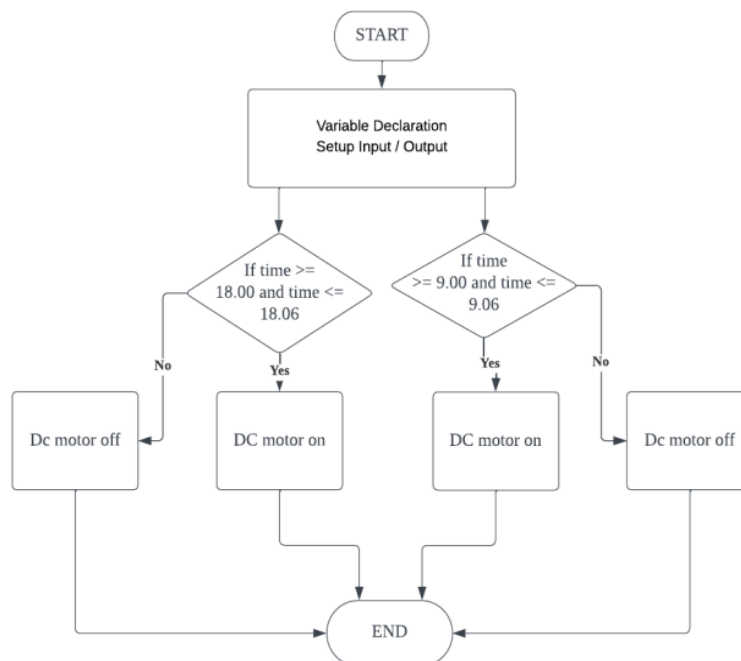 START
Variable Declaration
Setup Input / Output
If time >=
18.00 and time <=
18.06
If time
>= 9.00 and time <=
9.06
No
Yes
Yes
No
Dc motor off
DC motor on
DC motor on
Dc motor off
END